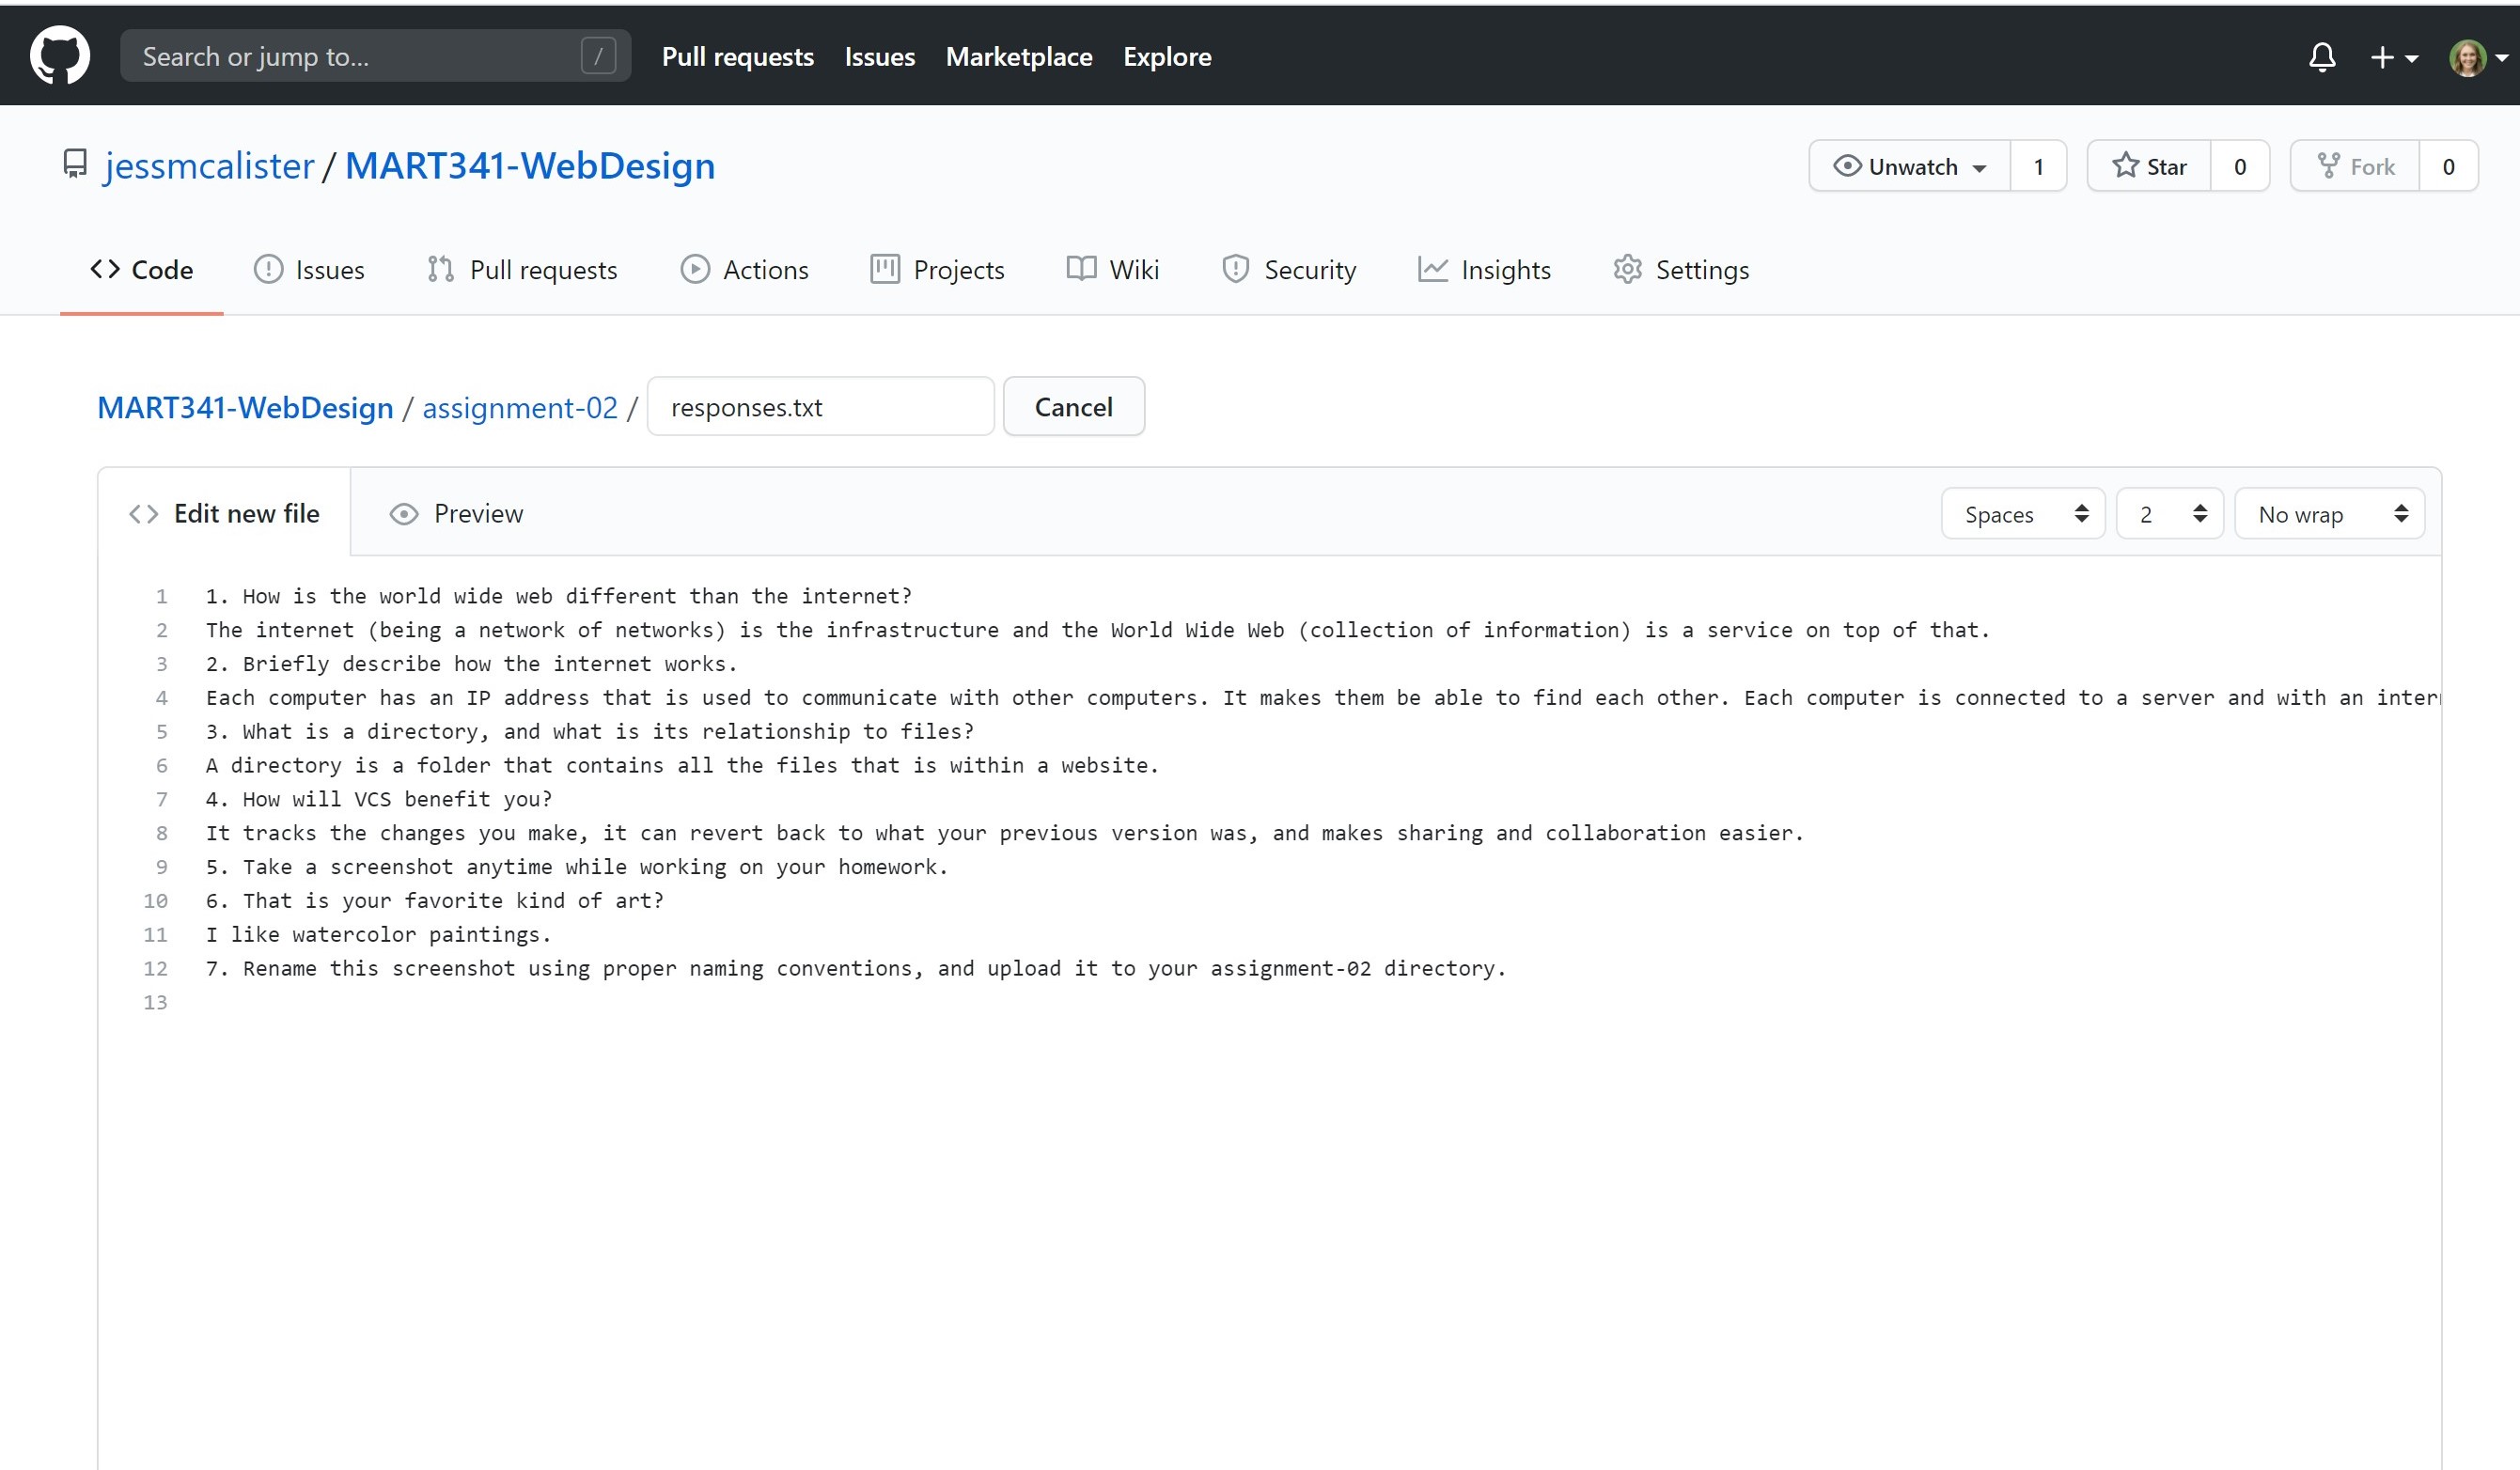 Search or jump to... /
Pull requests Issues Marketplace Explore
jessmcalister / MART341-WebDesign
Unwatch 1 Star 0 Fork 0
Code Issues Pull requests Actions Projects Wiki Security Insights Settings
MART341-WebDesign / assignment-02 / responses.txt Cancel
Edit new file Preview Spaces 2 No wrap
1 1. How is the world wide web different than the internet?
2 The internet (being a network of networks) is the infrastructure and the World Wide Web (collection of information) is a service on top of that.
3 2. Briefly describe how the internet works.
4 Each computer has an IP address that is used to communicate with other computers. It makes them be able to find each other. Each computer is connected to a server and with an
5 3. What is a directory, and what is its relationship to files?
6 A directory is a folder that contains all the files that is within a website.
7 4. How will VCS benefit you?
8 It tracks the changes you make, it can revert back to what your previous version was, and makes sharing and collaboration easier.
9 5. Take a screenshot anytime while working on your homework.
10 6. That is your favorite kind of art?
11 I like watercolor paintings.
12 7. Rename this screenshot using proper naming conventions, and upload it to your assignment-02 directory.
13